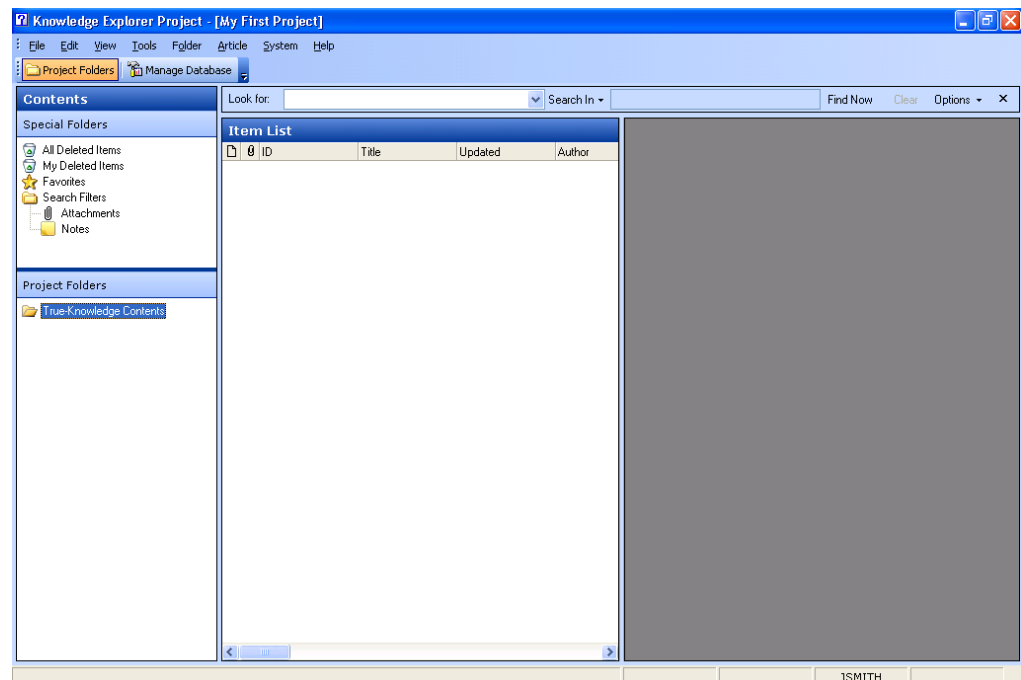 Knowledge Explorer Project - [My First Project]
File Edit View Tools Folder Article System Help
Project Folders Manage Database
Contents
Look for: Search In Find Now Clear Options
Special Folders
All Deleted Items
My Deleted Items
Favorites
Search Filters
Attachments
Notes
Project Folders
True-Knowledge Contents
Item List
ID Title Updated Author
JSMITH